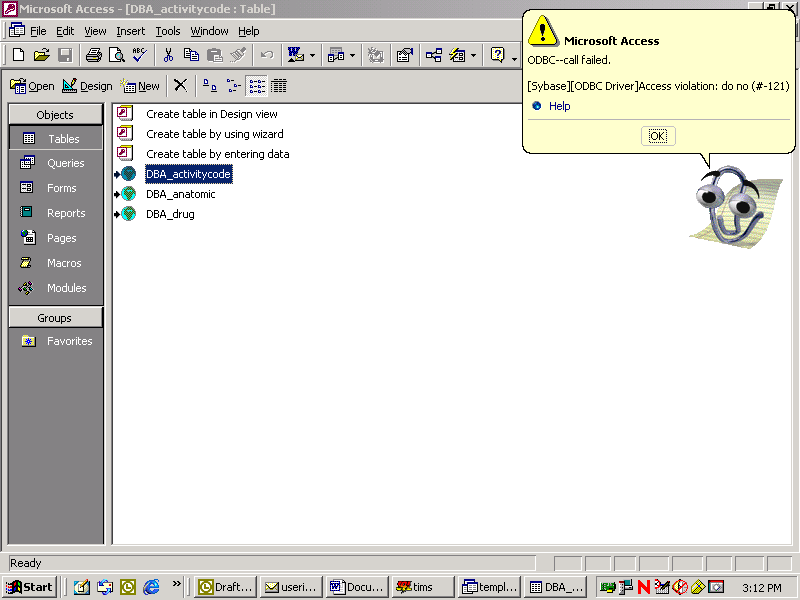 Microsoft Access - [DBA_activitycode : Table]
File Edit View Insert Tools Window Help
Open Design New
Objects
Tables
Queries
Forms
Reports
Pages
Macros
Modules
Groups
Favorites
Create table in Design view
Create table by using wizard
Create table by entering data
DBA_activitycode
DBA_anatomic
DBA_drug
Microsoft Access
ODBC--call failed.
[Sybase][ODBC Driver]Access violation: do no (#-121)
Help
OK
Ready
Start » Draft... useri... Docu... tims templ... DBA_... 3:12 PM